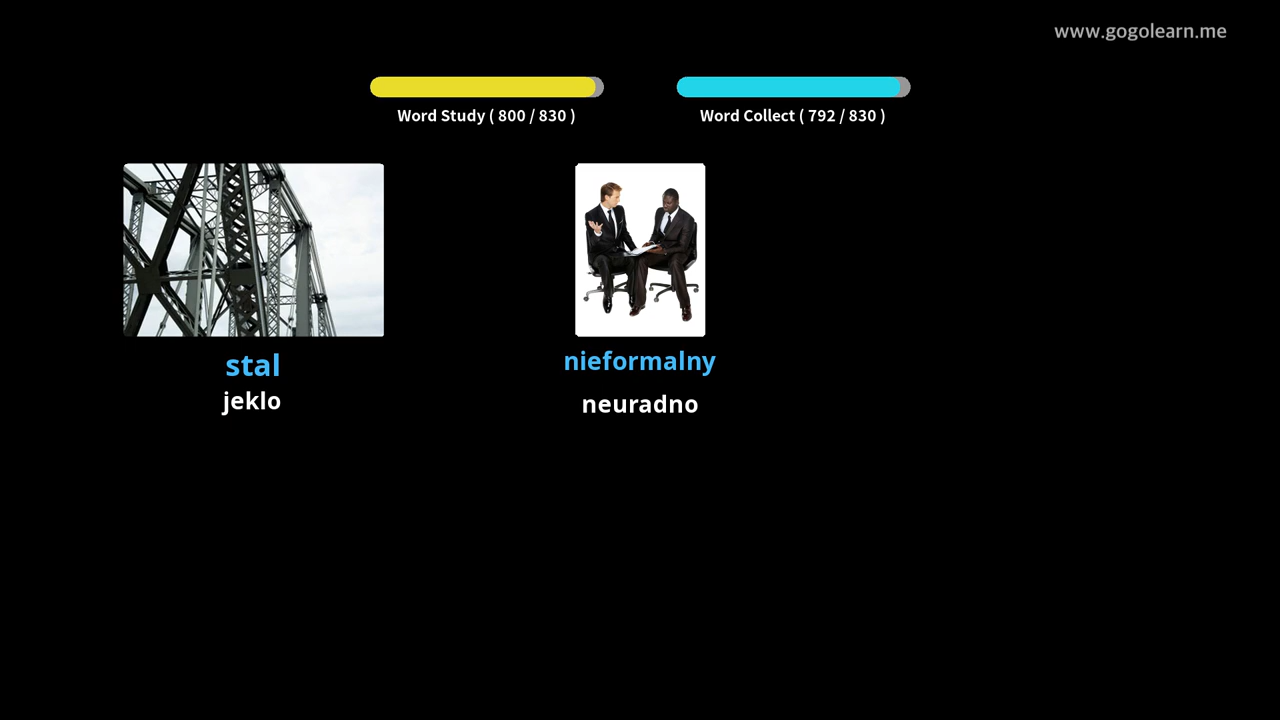 www.gogolearn.me
Word Study ( 800 / 830 )
Word Collect ( 792 / 830 )
stal
jeklo
nieformalny
neuradno